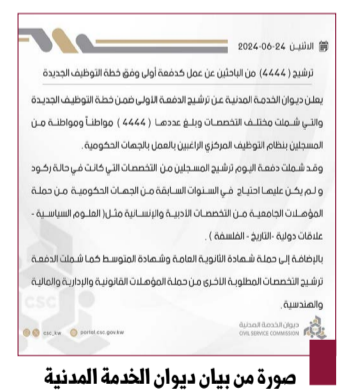 الاثنين 24-06-2024
ترشيح (4444) من الباحثين عن عمل كدفعة أولى وفق خطة التوظيف الجديدة
يعلن ديوان الخدمة المدنية عن ترشيح الدفعة الأولى ضمن خطة التوظيف الجديدة
والتي شملت مختلف التخصصات وبلغ عددها ( 4444 ) مواطناً ومواطنة من
المسجلين بنظام التوظيف المركزي الراغبين بالعمل بالجهات الحكومية.
وقد شملت دفعة اليوم ترشيح المسجلين من التخصصات التي كانت في حالة ركود
و لم يكن عليها احتياج في السنوات السابقة من الجهات الحكومية من حملة
المؤهلات الجامعية من التخصصات الأدبية والإنسانية مثل( العلوم السياسية -
علاقات دولية -التاريخ - الفلسفة ) .
بالإضافة إلى حملة شهادة الثانوية العامة وشهادة المتوسط كما شملت الدفعة
ترشيح التخصصات المطلوبة الأخرى من حملة المؤهلات القانونية والإدارية والمالية
والهندسية.
ديوان الخدمة المدنية
CIVIL SERVICE COMMISSION
portal.csc.gov.kw
csc_kw
صورة من بيان ديوان الخدمة المدنية